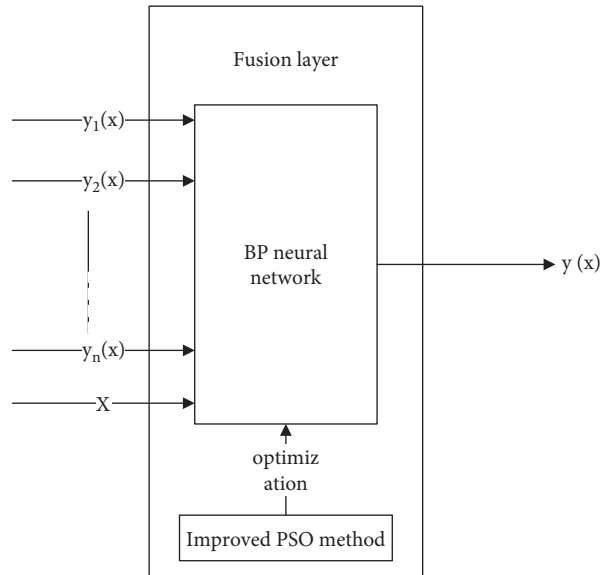 Fusion layer
y₁(x)
y₂(x)
BP neural
network
y (x)
yₙ(x)
X
optimiz
ation
Improved PSO method